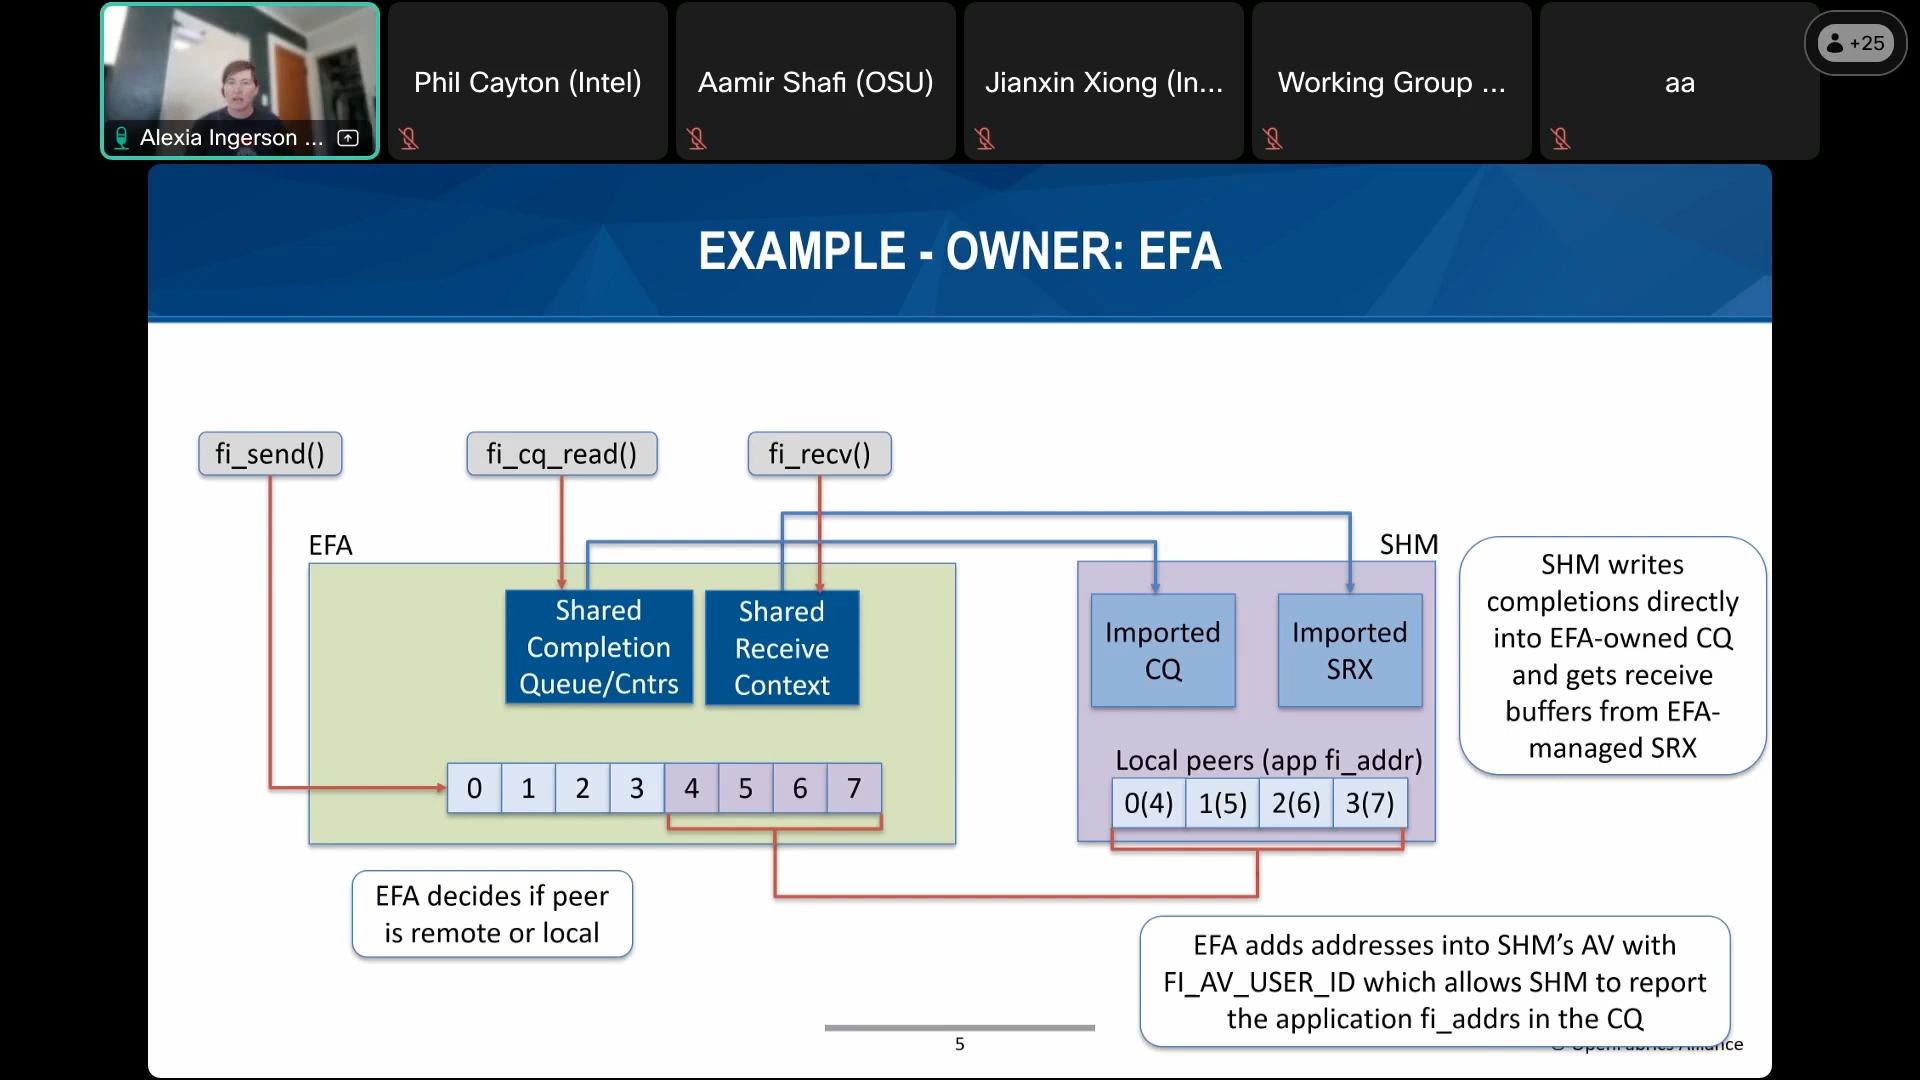 Alexia Ingerson ...
Phil Cayton (Intel)
Aamir Shafi (OSU)
Jianxin Xiong (In...
Working Group ...
aa
+25
EXAMPLE - OWNER: EFA
fi_send()
fi_cq_read()
fi_recv()
EFA
SHM
Shared
Completion
Queue/Cntrs
Shared
Receive
Context
Imported
CQ
Imported
SRX
SHM writes
completions directly
into EFA-owned CQ
and gets receive
buffers from EFA-
managed SRX
Local peers (app fi_addr)
0 1 2 3 4 5 6 7
0(4) 1(5) 2(6) 3(7)
EFA decides if peer
is remote or local
EFA adds addresses into SHM’s AV with
FI_AV_USER_ID which allows SHM to report
the application fi_addrs in the CQ
5
© OpenFabrics Alliance